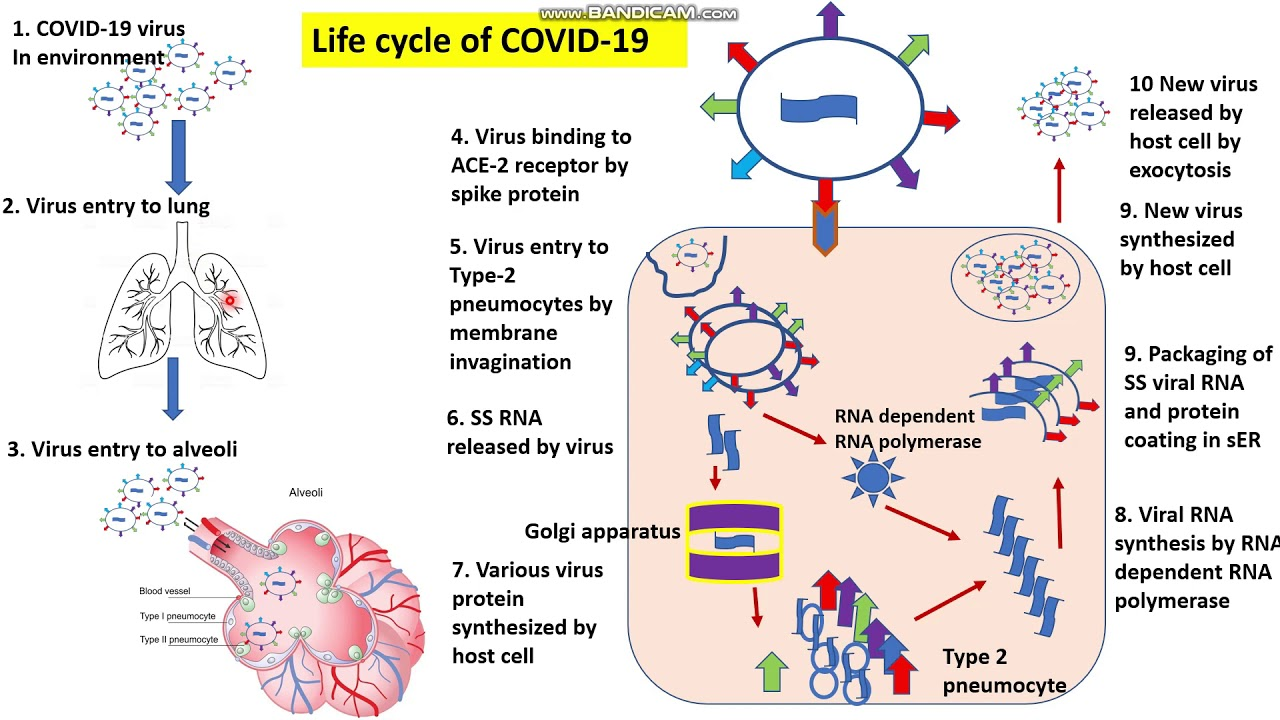 www.BANDICAM.com
Life cycle of COVID-19
1. COVID-19 virus
In environment
2. Virus entry to lung
3. Virus entry to alveoli
Alveoli
Blood vessel
Type I pneumocyte
Type II pneumocyte
4. Virus binding to
ACE-2 receptor by
spike protein
5. Virus entry to
Type-2
pneumocytes by
membrane
invagination
6. SS RNA
released by virus
Golgi apparatus
7. Various virus
protein
synthesized by
host cell
RNA dependent
RNA polymerase
Type 2
pneumocyte
8. Viral RNA
synthesis by RNA
dependent RNA
polymerase
9. Packaging of
SS viral RNA
and protein
coating in sER
9. New virus
synthesized
by host cell
10 New virus
released by
host cell by
exocytosis